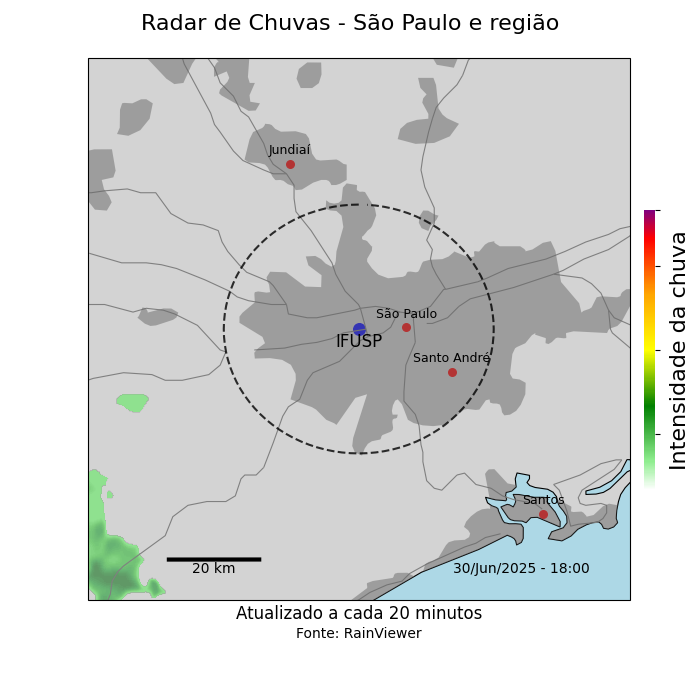 Radar de Chuvas - São Paulo e região
Jundiaí
São Paulo
IFUSP
Santo André
Santos
20 km
30/Jun/2025 - 18:00
Intensidade da chuva
Atualizado a cada 20 minutos
Fonte: RainViewer